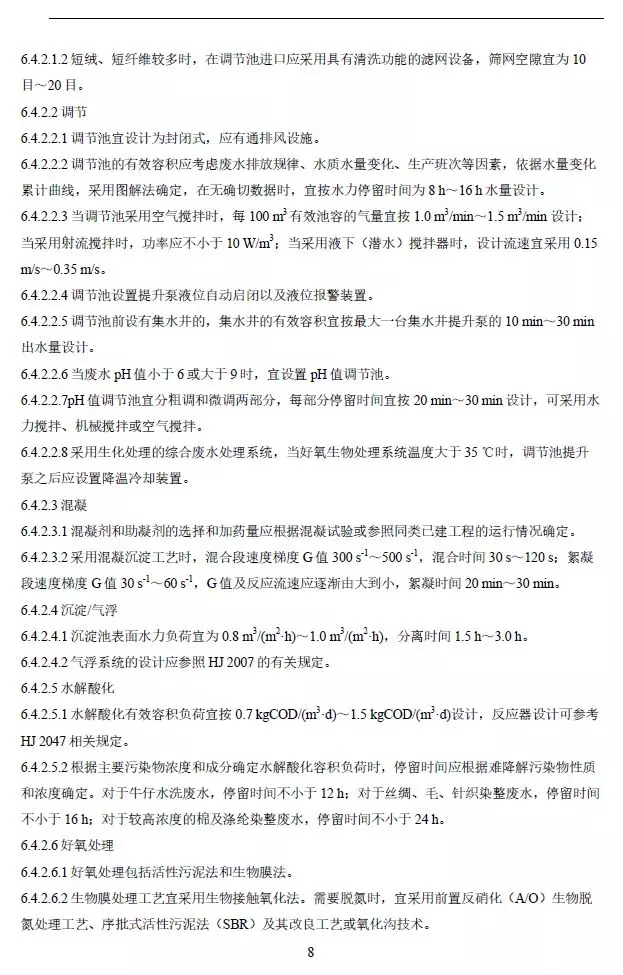 6.4.2.1.2 短绒、短纤维较多时，在调节池进口应采用具有清洗功能的滤网设备，筛网空隙宜为 10
目～20 目。
6.4.2.2 调节
6.4.2.2.1 调节池宜设计为封闭式，应有通排风设施。
6.4.2.2.2 调节池的有效容积应考虑废水排放规律、水质水量变化、生产班次等因素，依据水量变化
累计曲线，采用图解法确定，在无确切数据时，宜按水力停留时间为 8 h～16 h 水量设计。
6.4.2.2.3 当调节池采用空气搅拌时，每 100 m³ 有效池容的气量宜按 1.0 m³/min～1.5 m³/min 设计；
当采用射流搅拌时，功率应不小于 10 W/m³；当采用液下（潜水）搅拌器时，设计流速宜采用 0.15
m/s～0.35 m/s。
6.4.2.2.4 调节池设置提升泵液位自动启闭以及液位报警装置。
6.4.2.2.5 调节池前设有集水井的，集水井的有效容积宜按最大一台集水井提升泵的 10 min～30 min
出水量设计。
6.4.2.2.6 当废水 pH 值小于 6 或大于 9 时，宜设置 pH 值调节池。
6.4.2.2.7pH 值调节池宜分粗调和微调两部分，每部分停留时间宜按 20 min～30 min 设计，可采用水
力搅拌、机械搅拌或空气搅拌。
6.4.2.2.8 采用生化处理的综合废水处理系统，当好氧生物处理系统温度大于 35 ℃时，调节池提升
泵之后应设置降温冷却装置。
6.4.2.3 混凝
6.4.2.3.1 混凝剂和助凝剂的选择和加药量应根据混凝试验或参照同类已建工程的运行情况确定。
6.4.2.3.2 采用混凝沉淀工艺时，混合段速度梯度 G 值 300 s⁻¹～500 s⁻¹，混合时间 30 s～120 s；絮凝
段速度梯度 G 值 30 s⁻¹～60 s⁻¹，G 值及反应流速应逐渐由大到小，絮凝时间 20 min～30 min。
6.4.2.4 沉淀/气浮
6.4.2.4.1 沉淀池表面水力负荷宜为 0.8 m³/(m²·h)～1.0 m³/(m²·h)，分离时间 1.5 h～3.0 h。
6.4.2.4.2 气浮系统的设计应参照 HJ 2007 的有关规定。
6.4.2.5 水解酸化
6.4.2.5.1 水解酸化有效容积负荷宜按 0.7 kgCOD/(m³·d)～1.5 kgCOD/(m³·d)设计，反应器设计可参考
HJ 2047 相关规定。
6.4.2.5.2 根据主要污染物浓度和成分确定水解酸化容积负荷时，停留时间应根据难降解污染物性质
和浓度确定。对于牛仔水洗废水，停留时间不小于 12 h；对于丝绸、毛、针织染整废水，停留时间
不小于 16 h；对于较高浓度的棉及涤纶染整废水，停留时间不小于 24 h。
6.4.2.6 好氧处理
6.4.2.6.1 好氧处理包括活性污泥法和生物膜法。
6.4.2.6.2 生物膜处理工艺宜采用生物接触氧化法。需要脱氮时，宜采用前置反硝化（A/O）生物脱
氮处理工艺、序批式活性污泥法（SBR）及其改良工艺或氧化沟技术。
8